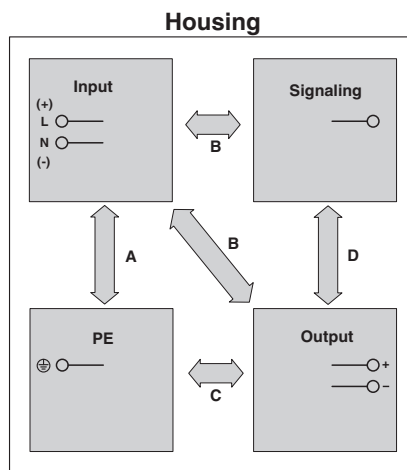 Housing
Input
(+)
L
N
(-)
Signaling
B
A
B
D
PE
C
Output
+
–